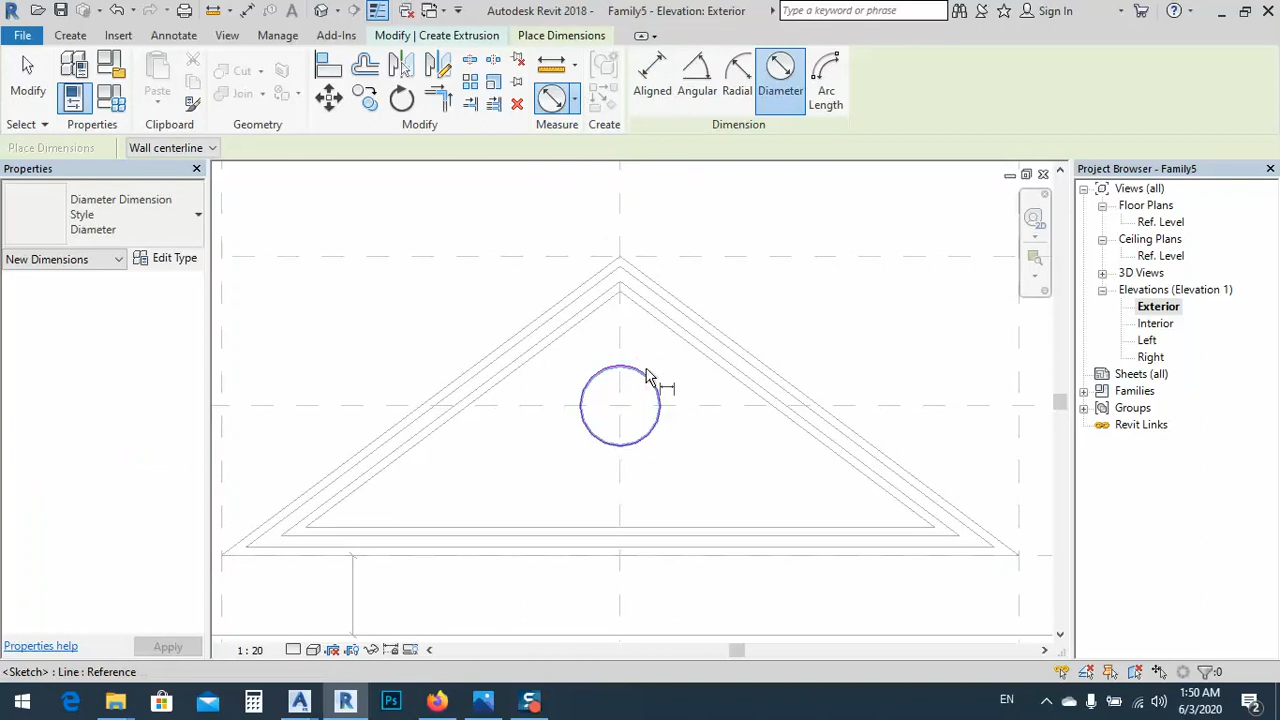 Autodesk Revit 2018 - Family5 - Elevation: Exterior
Type a keyword or phrase
Sign In
File Create Insert Annotate View Manage Add-Ins Modify | Create Extrusion Place Dimensions
Modify
Paste
Cut
Join
Aligned Angular Radial Diameter Arc
Length
Select Properties Clipboard Geometry Modify Measure Create Dimension
Place Dimensions Wall centerline
Properties
Diameter Dimension
Style
Diameter
New Dimensions Edit Type
Properties help Apply
2D
1 : 20
Project Browser - Family5
Views (all)
Floor Plans
Ref. Level
Ceiling Plans
Ref. Level
3D Views
Elevations (Elevation 1)
Exterior
Interior
Left
Right
Sheets (all)
Families
Groups
Revit Links
<Sketch> : Line : Reference
:0
EN
1:50 AM
6/3/2020
2